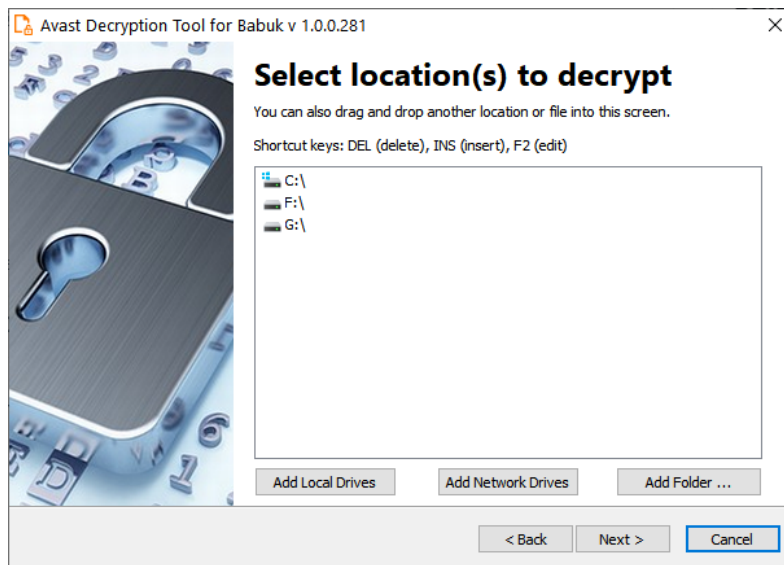 Avast Decryption Tool for Babuk v 1.0.0.281
Select location(s) to decrypt
You can also drag and drop another location or file into this screen.
Shortcut keys: DEL (delete), INS (insert), F2 (edit)
C:\
F:\
G:\
Add Local Drives
Add Network Drives
Add Folder ...
< Back
Next >
Cancel